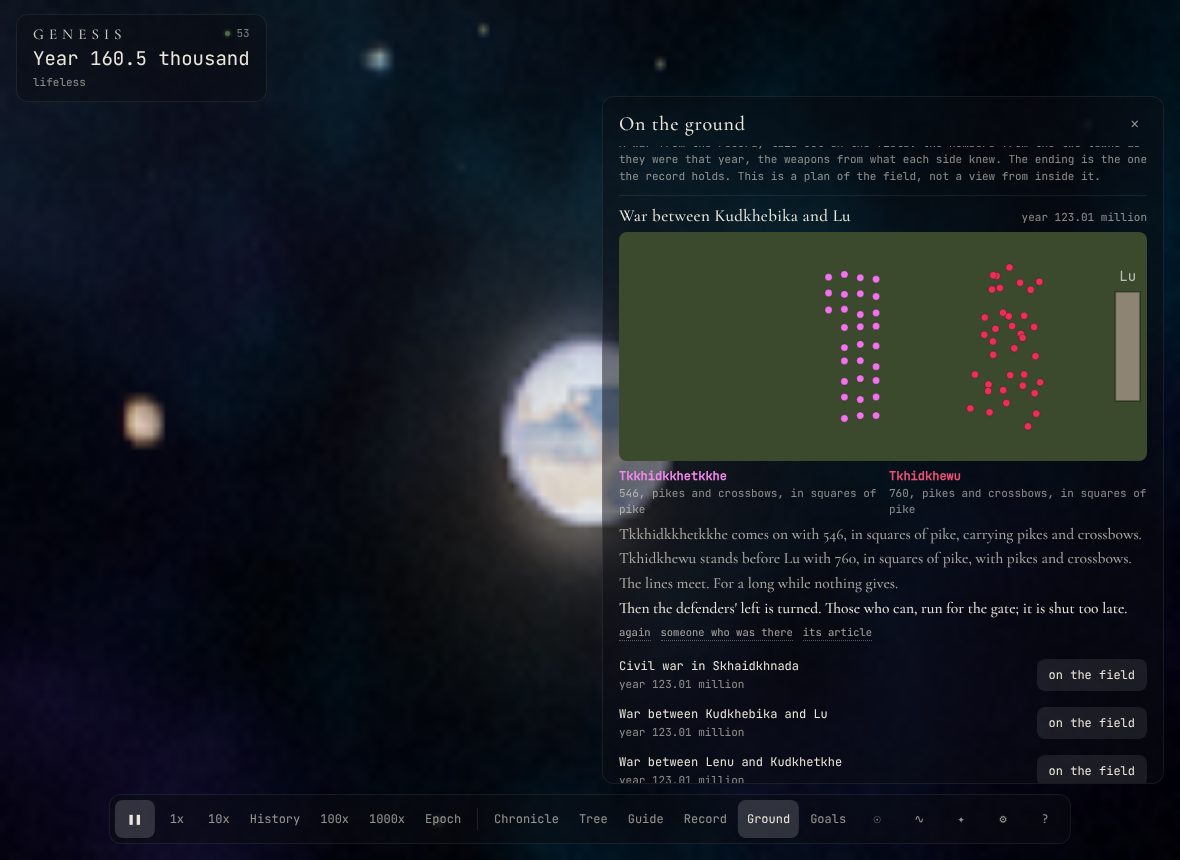 GENESIS
53
Year 160.5 thousand
lifeless
On the ground
×
they were that year, the weapons from what each side knew. The ending is the one
the record holds. This is a plan of the field, not a view from inside it.
War between Kudkhebika and Lu
year 123.01 million
Lu
Tkkhidkkhetkkhe
546, pikes and crossbows, in squares of
pike
Tkhidkhewu
760, pikes and crossbows, in squares of
pike
Tkkhidkkhetkkhe comes on with 546, in squares of pike, carrying pikes and crossbows.
Tkhidkhewu stands before Lu with 760, in squares of pike, with pikes and crossbows.
The lines meet. For a long while nothing gives.
Then the defenders' left is turned. Those who can, run for the gate; it is shut too late.
again someone who was there its article
Civil war in Skhaidkhnada
year 123.01 million
on the field
War between Kudkhebika and Lu
year 123.01 million
on the field
War between Lenu and Kudkhetkhe
year 123.01 million
on the field
1x 10x History 100x 1000x Epoch Chronicle Tree Guide Record Ground Goals ?